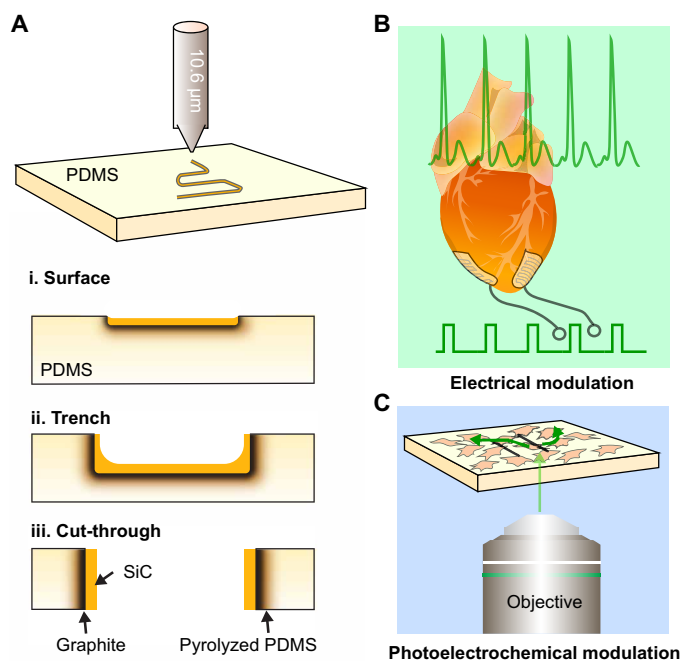 A
10.6 µm
PDMS
i. Surface
PDMS
ii. Trench
iii. Cut-through
SiC
Graphite
Pyrolyzed PDMS
B
Electrical modulation
C
Objective
Photoelectrochemical modulation